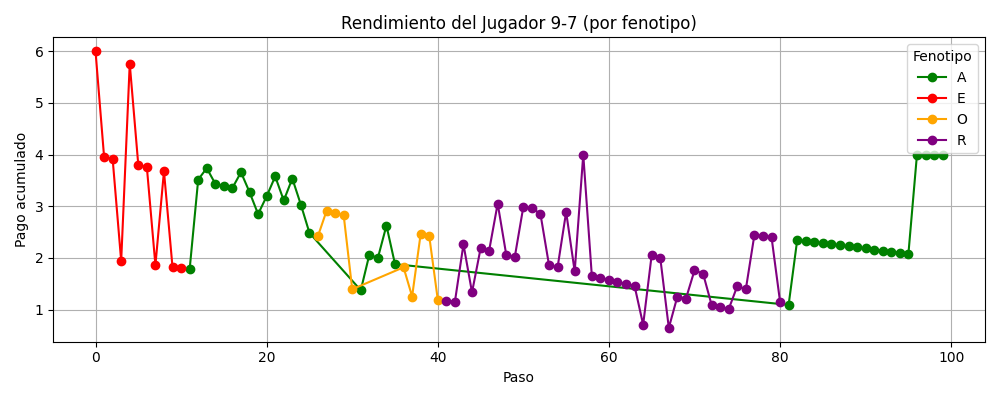 Rendimiento del Jugador 9-7 (por fenotipo)
Pago acumulado
6
5
4
3
2
1
0
20
40
60
80
100
Paso
Fenotipo
A
E
O
R